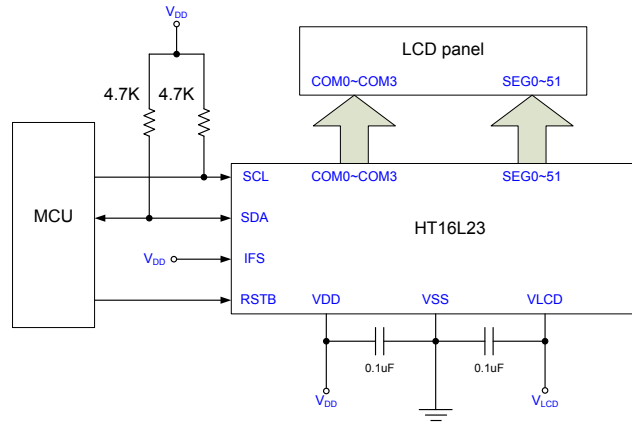 VDD
LCD panel
COM0~COM3 SEG0~51
4.7K 4.7K
SCL COM0~COM3 SEG0~51
MCU SDA HT16L23
VDD IFS
RSTB VDD VSS VLCD
0.1uF 0.1uF
VDD VLCD